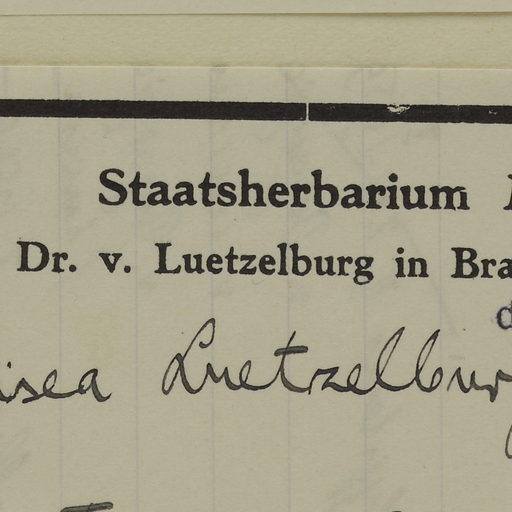 Staatsherbarium
Dr. v. Luetzelburg in Bra
d
isea Luetzelburg